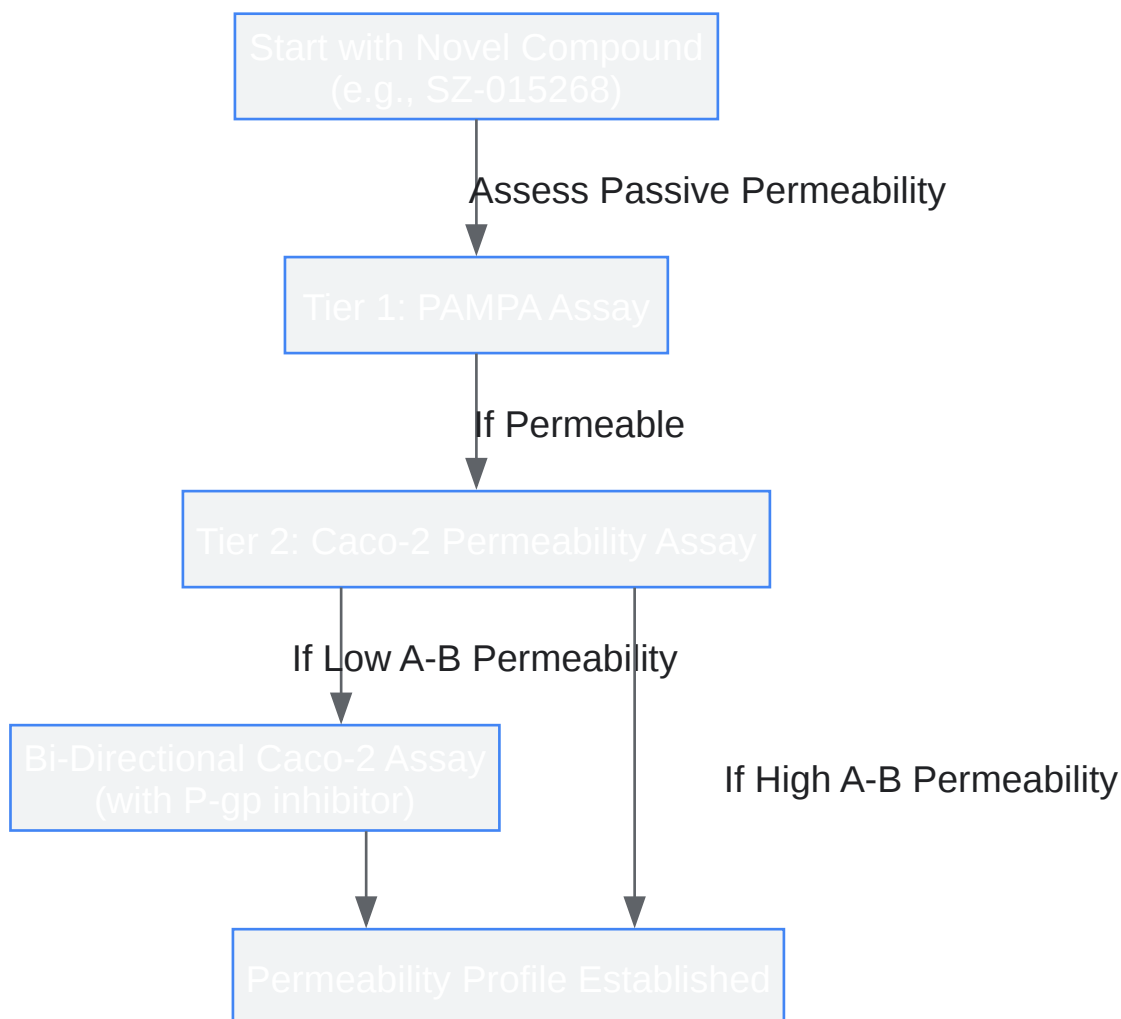 Start with Novel Compound
(e.g., SZ-015268)
Assess Passive Permeability
Tier 1: PAMPA Assay
If Permeable
Tier 2: Caco-2 Permeability Assay
If Low A-B Permeability
Bi-Directional Caco-2 Assay
(with P-gp inhibitor)
If High A-B Permeability
Permeability Profile Established